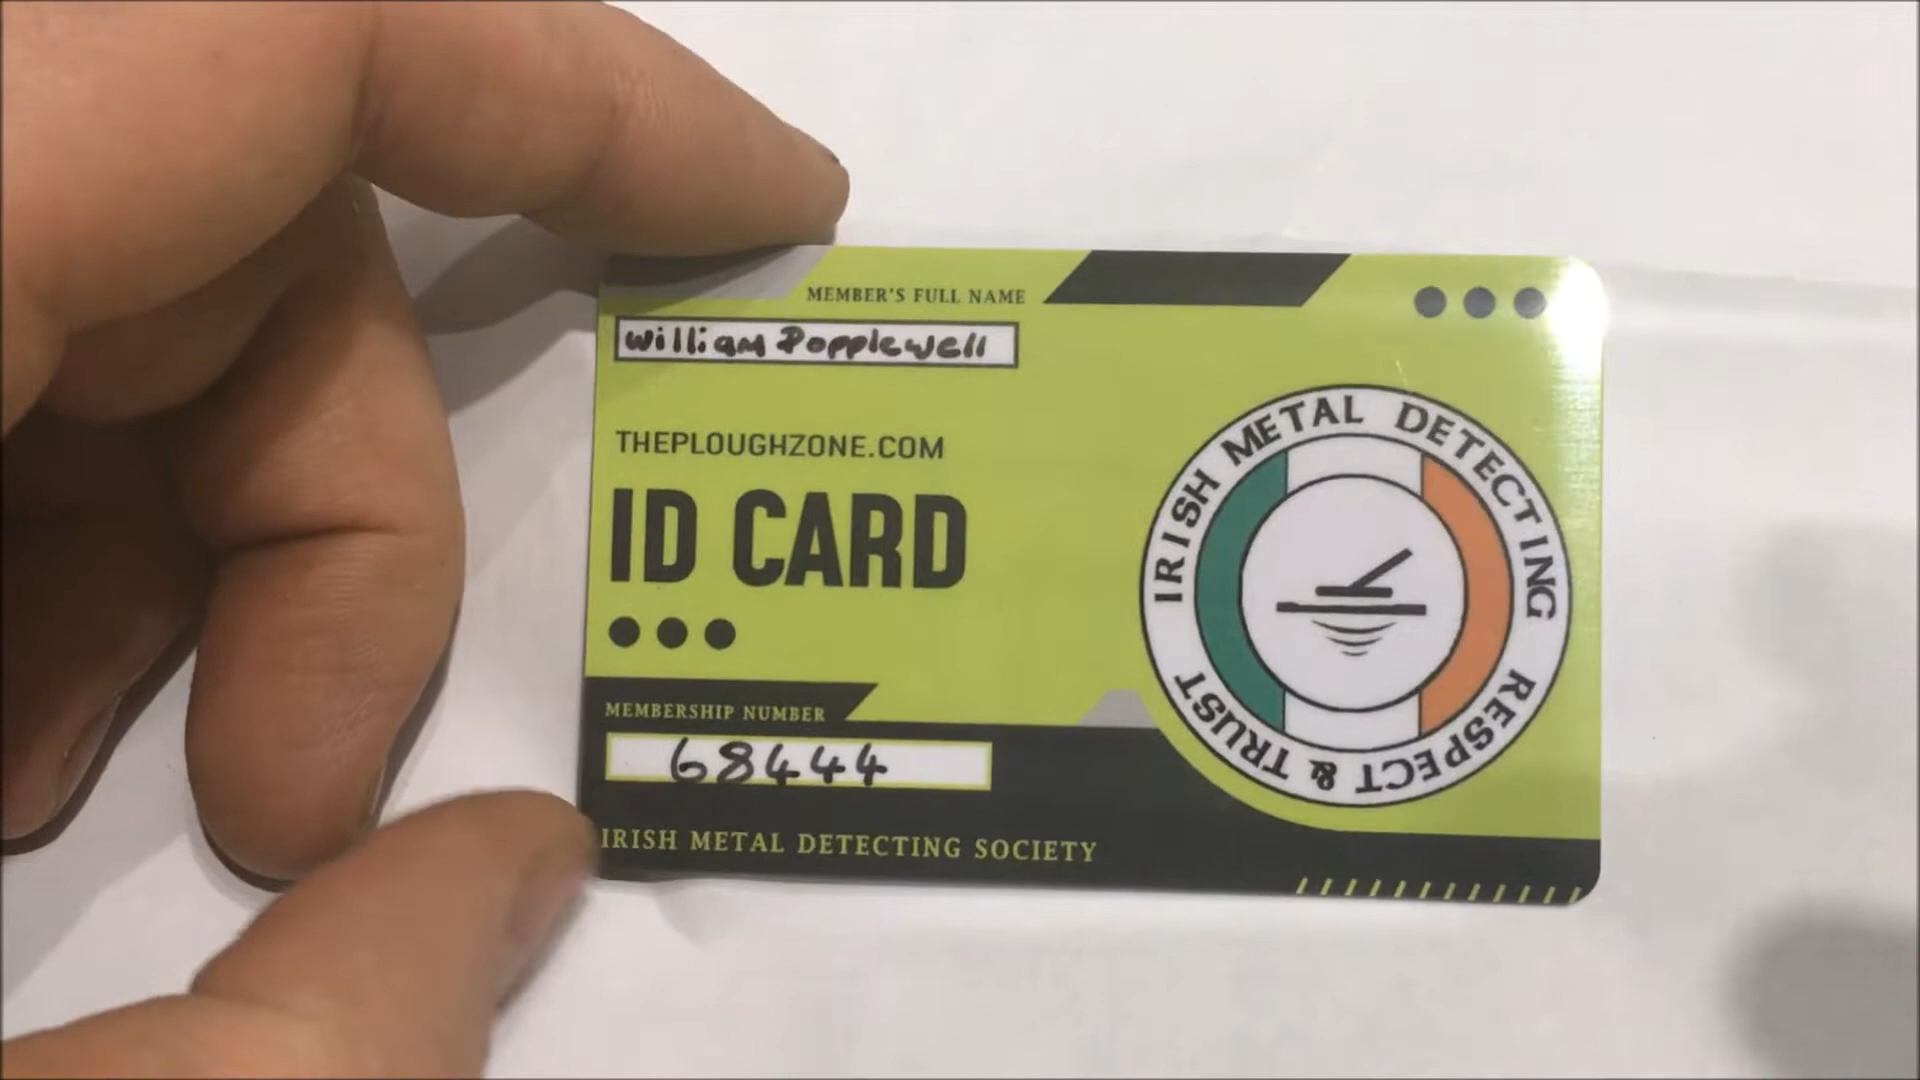 MEMBER'S FULL NAME
William Popplewell
THEPLOUGHZONE.COM
ID CARD
MEMBERSHIP NUMBER
68444
IRISH METAL DETECTING SOCIETY
IRISH METAL DETECTING
RESPECT & TRUST